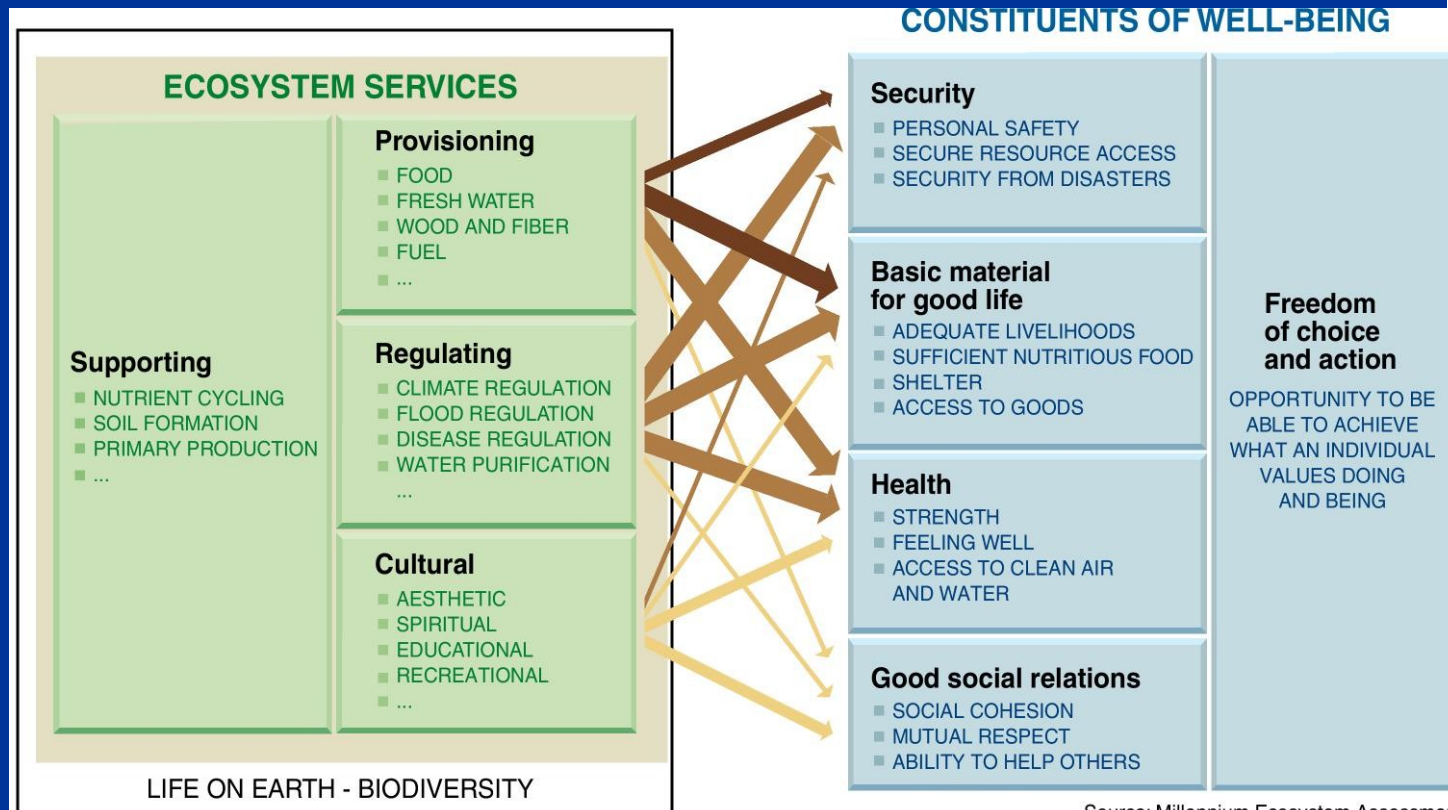 CONSTITUENTS OF WELL-BEING
ECOSYSTEM SERVICES
Supporting
NUTRIENT CYCLING
SOIL FORMATION
PRIMARY PRODUCTION
...
Provisioning
FOOD
FRESH WATER
WOOD AND FIBER
FUEL
...
Regulating
CLIMATE REGULATION
FLOOD REGULATION
DISEASE REGULATION
WATER PURIFICATION
...
Cultural
AESTHETIC
SPIRITUAL
EDUCATIONAL
RECREATIONAL
...
LIFE ON EARTH - BIODIVERSITY
Security
PERSONAL SAFETY
SECURE RESOURCE ACCESS
SECURITY FROM DISASTERS
Basic material
for good life
ADEQUATE LIVELIHOODS
SUFFICIENT NUTRITIOUS FOOD
SHELTER
ACCESS TO GOODS
Health
STRENGTH
FEELING WELL
ACCESS TO CLEAN AIR
AND WATER
Good social relations
SOCIAL COHESION
MUTUAL RESPECT
ABILITY TO HELP OTHERS
Freedom
of choice
and action
OPPORTUNITY TO BE
ABLE TO ACHIEVE
WHAT AN INDIVIDUAL
VALUES DOING
AND BEING
Source: Millennium Ecosystem